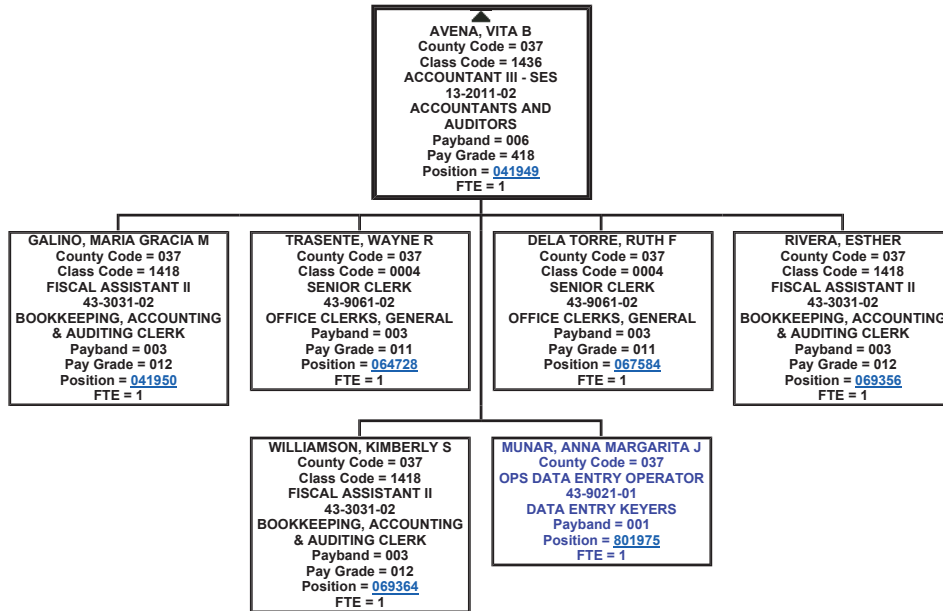 AVENA, VITA B
County Code = 037
Class Code = 1436
ACCOUNTANT III - SES
13-2011-02
ACCOUNTANTS AND
AUDITORS
Payband = 006
Pay Grade = 418
Position = 041949
FTE = 1
GALINO, MARIA GRACIA M
County Code = 037
Class Code = 1418
FISCAL ASSISTANT II
43-3031-02
BOOKKEEPING, ACCOUNTING
& AUDITING CLERK
Payband = 003
Pay Grade = 012
Position = 041950
FTE = 1
TRASENTE, WAYNE R
County Code = 037
Class Code = 0004
SENIOR CLERK
43-9061-02
OFFICE CLERKS, GENERAL
Payband = 003
Pay Grade = 011
Position = 064728
FTE = 1
DELA TORRE, RUTH F
County Code = 037
Class Code = 0004
SENIOR CLERK
43-9061-02
OFFICE CLERKS, GENERAL
Payband = 003
Pay Grade = 011
Position = 067584
FTE = 1
RIVERA, ESTHER
County Code = 037
Class Code = 1418
FISCAL ASSISTANT II
43-3031-02
BOOKKEEPING, ACCOUNTING
& AUDITING CLERK
Payband = 003
Pay Grade = 012
Position = 069356
FTE = 1
WILLIAMSON, KIMBERLY S
County Code = 037
Class Code = 1418
FISCAL ASSISTANT II
43-3031-02
BOOKKEEPING, ACCOUNTING
& AUDITING CLERK
Payband = 003
Pay Grade = 012
Position = 069364
FTE = 1
MUNAR, ANNA MARGARITA J
County Code = 037
OPS DATA ENTRY OPERATOR
43-9021-01
DATA ENTRY KEYERS
Payband = 001
Position = 801975
FTE = 1